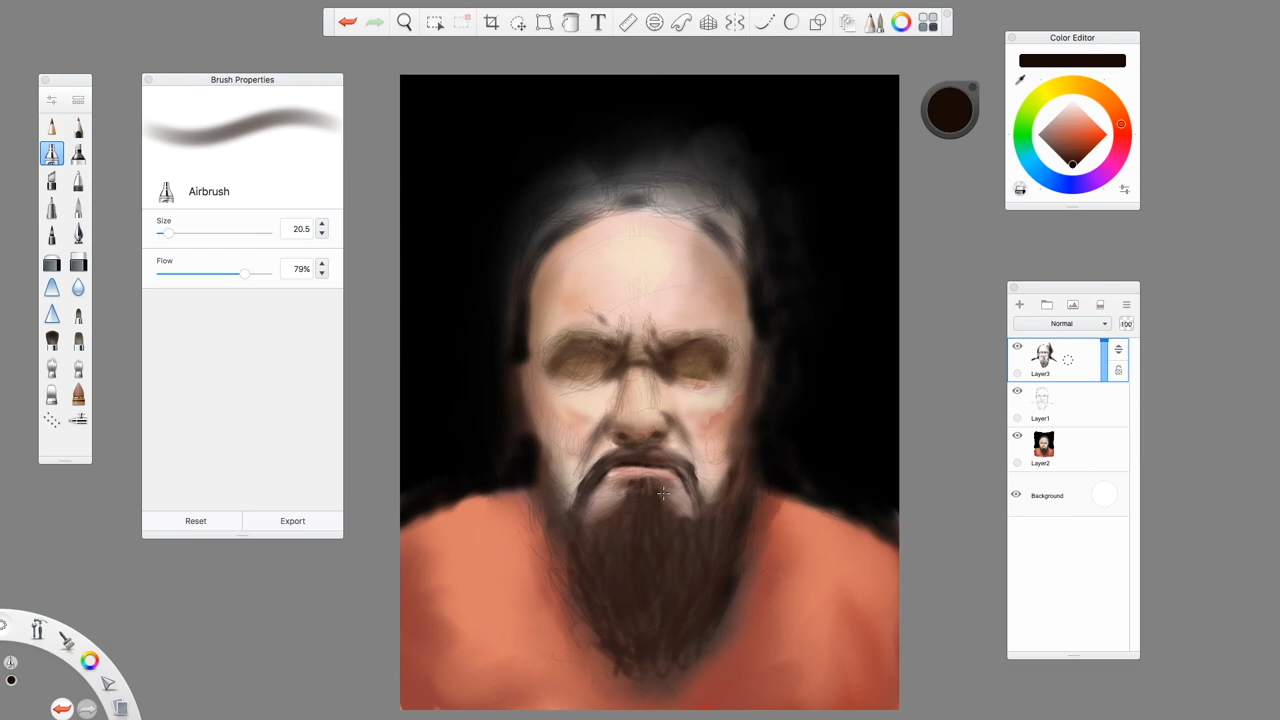 T
Color Editor
Brush Properties
Airbrush
Size
20.5
Flow
79%
Reset
Export
Normal
100
Layer3
Layer1
Layer2
Background